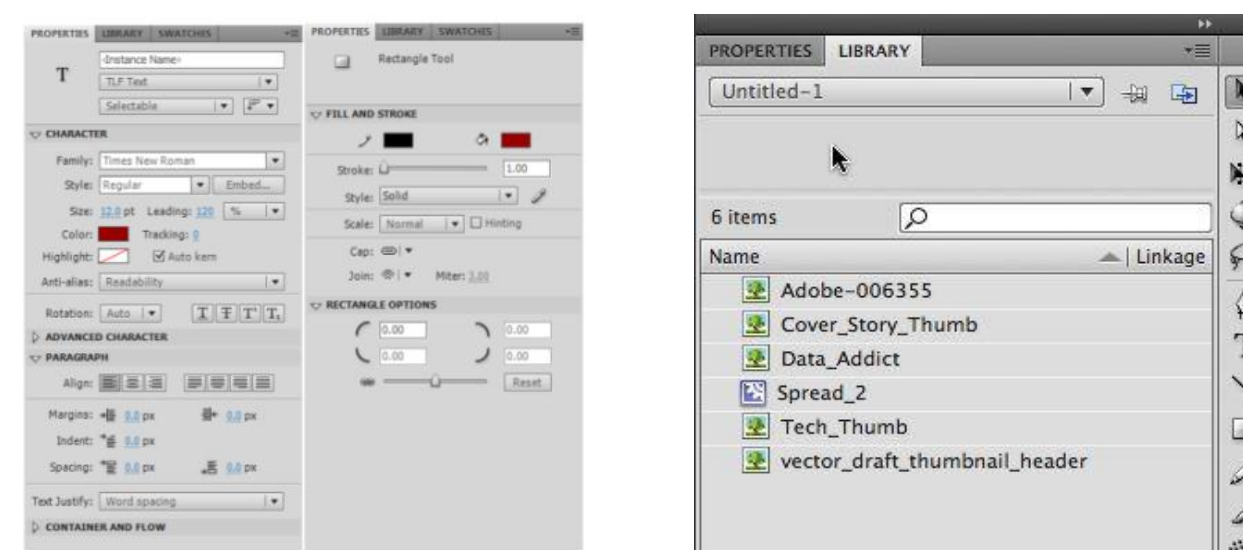 PROPERTIES LIBRARY SWATCHES
<Instance Name>
T
TLF Text
Selectable
CHARACTER
Family: Times New Roman
Style: Regular Embed...
Size: 12.0 pt Leading: 120 %
Color: Tracking: 0
Highlight: Auto kern
Anti-alias: Readability
Rotation: Auto T T T T
ADVANCED CHARACTER
PARAGRAPH
Align:
Margins: 0.0 px 0.0 px
Indent: 0.0 px
Spacing: 0.0 px 0.0 px
Text Justify: Word spacing
CONTAINER AND FLOW
PROPERTIES LIBRARY SWATCHES
Rectangle Tool
FILL AND STROKE
Stroke: 1.00
Style: Solid
Scale: Normal Hinting
Cap:
Join: Miter: 3.00
RECTANGLE OPTIONS
0.00 0.00
0.00 0.00
Reset
PROPERTIES LIBRARY
Untitled-1
6 items
Name Linkage
Adobe-006355
Cover_Story_Thumb
Data_Addict
Spread_2
Tech_Thumb
vector_draft_thumbnail_header